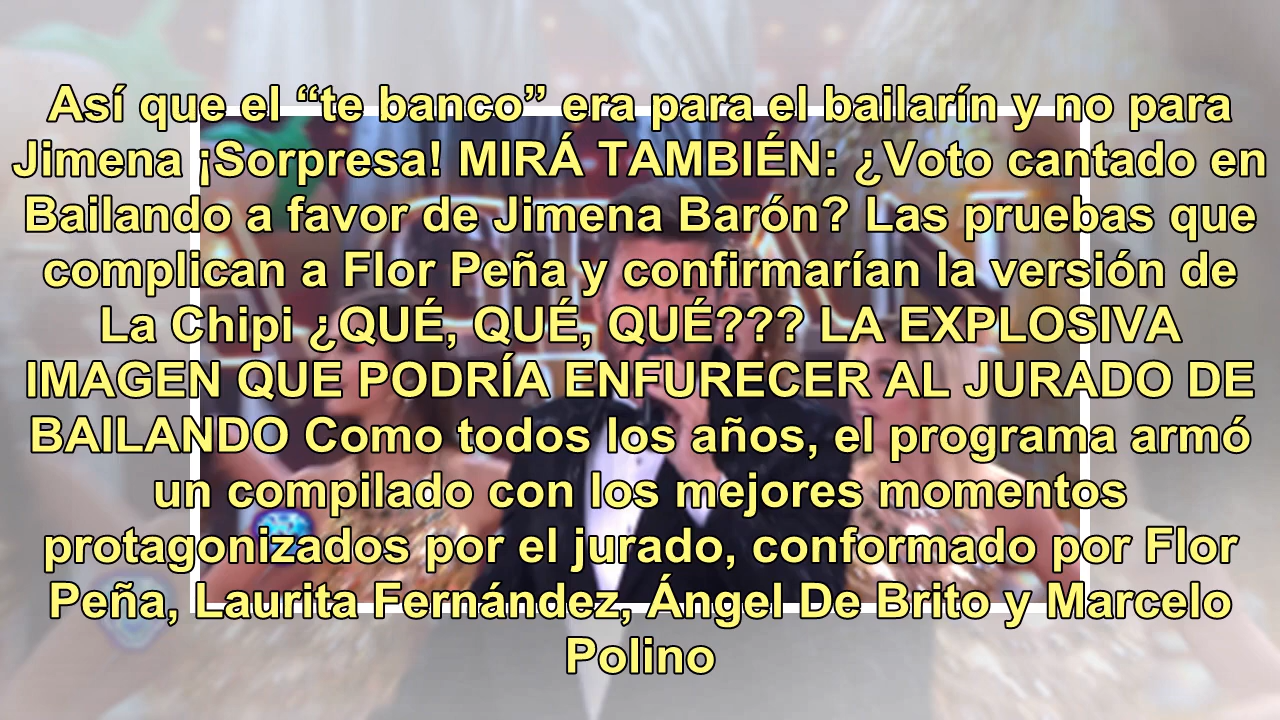 Así que el “te banco” era para el bailarín y no para
Jimena ¡Sorpresa! MIRÁ TAMBIÉN: ¿Voto cantado en
Bailando a favor de Jimena Barón? Las pruebas que
complican a Flor Peña y confirmarían la versión de
La Chipi ¿QUÉ, QUÉ, QUÉ??? LA EXPLOSIVA
IMAGEN QUE PODRÍA ENFURECER AL JURADO DE
BAILANDO Como todos los años, el programa armó
un compilado con los mejores momentos
protagonizados por el jurado, conformado por Flor
Peña, Laurita Fernández, Ángel De Brito y Marcelo
Polino